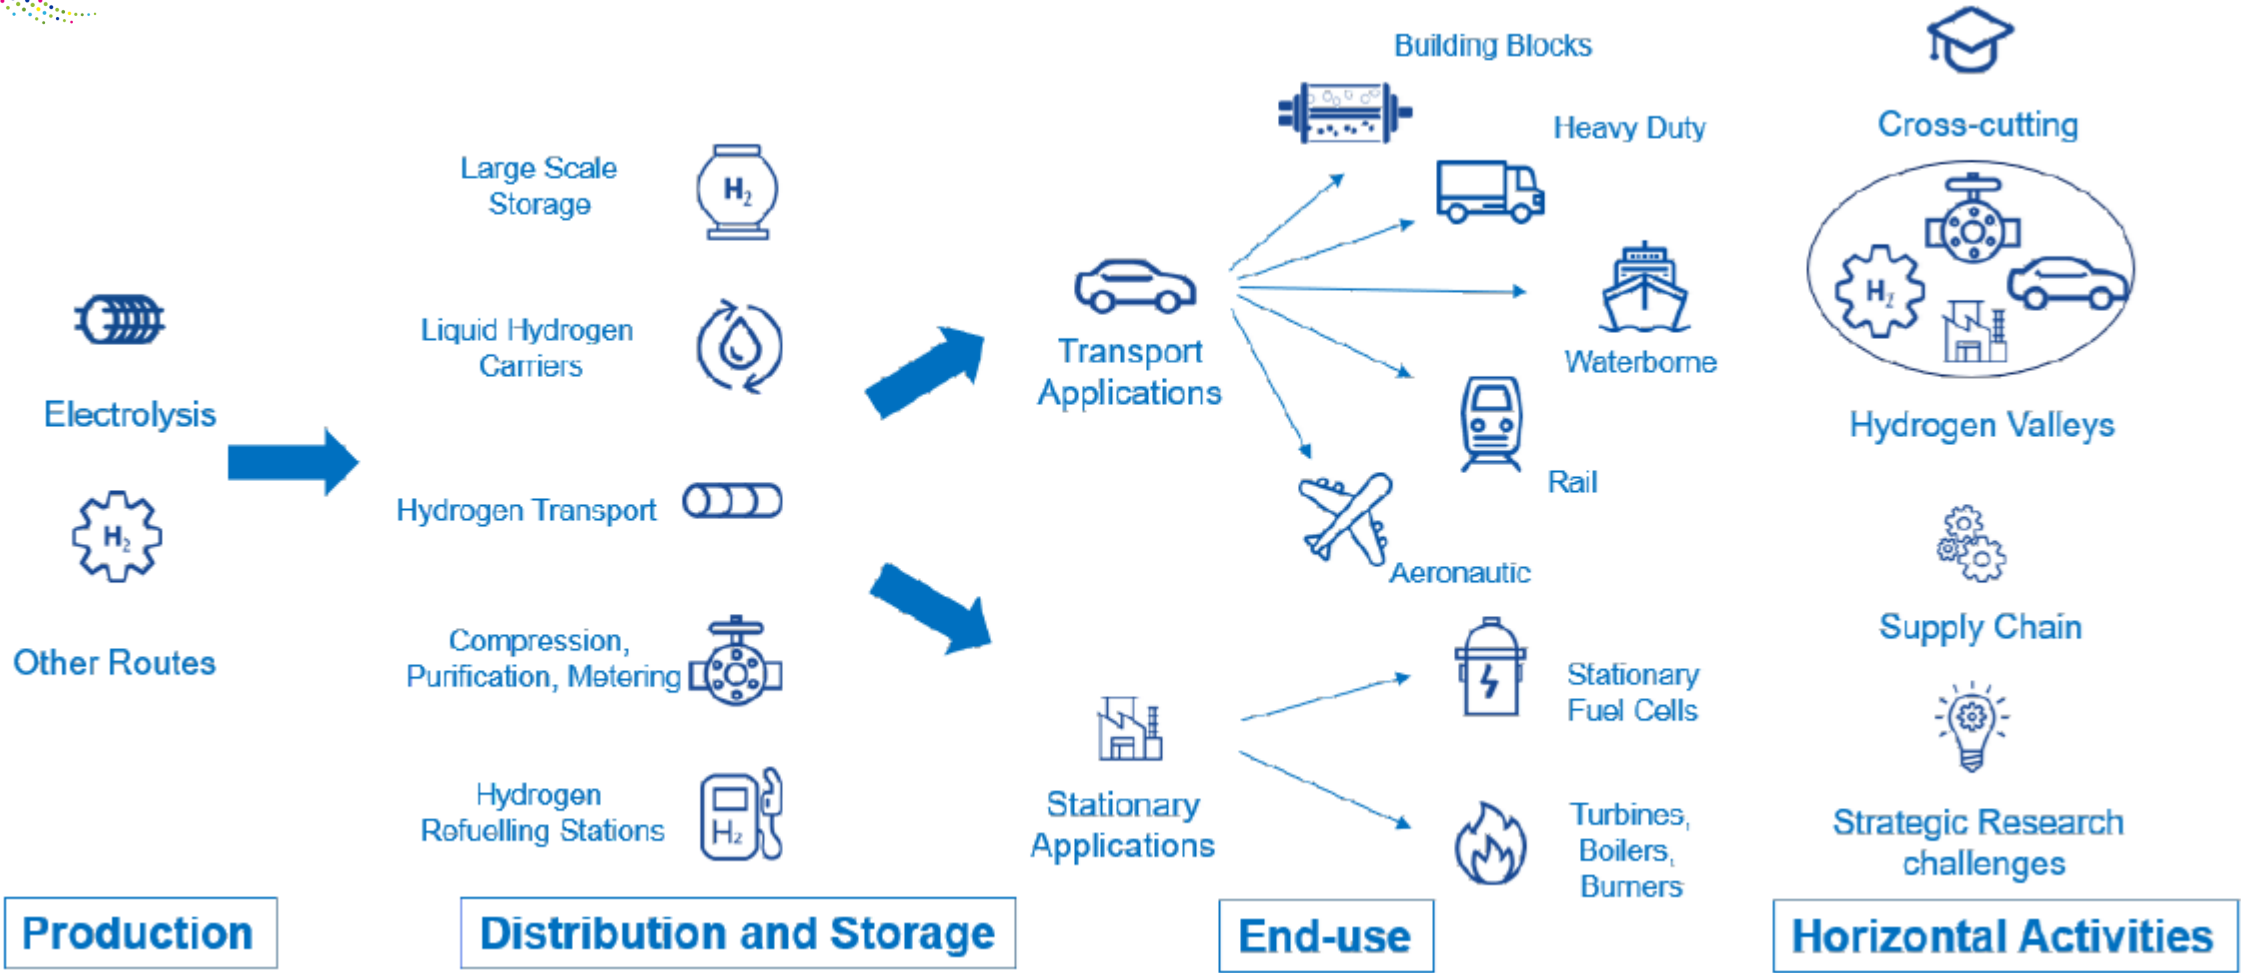 Electrolysis
H2
Other Routes
Production
Large Scale
Storage
H2
Liquid Hydrogen
Carriers
Hydrogen Transport
Compression,
Purification, Metering
Hydrogen
Refuelling Stations
H2
Distribution and Storage
Transport
Applications
Building Blocks
Heavy Duty
Waterborne
Rail
Aeronautic
Stationary
Applications
Stationary
Fuel Cells
Turbines,
Boilers,
Burners
End-use
Cross-cutting
H2
Hydrogen Valleys
Supply Chain
Strategic Research
challenges
Horizontal Activities